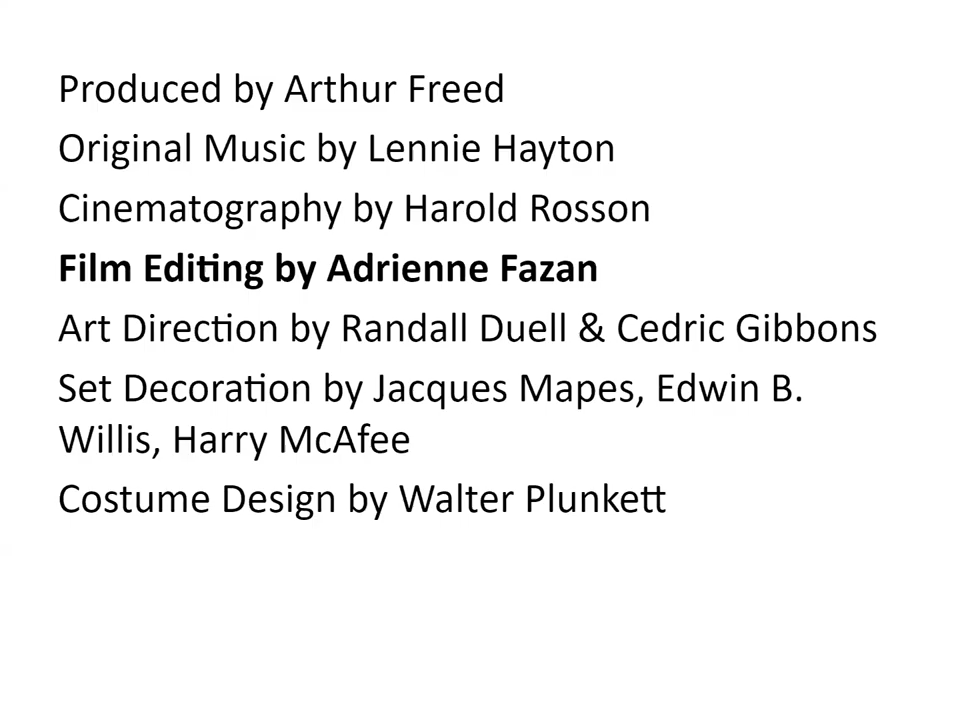 Produced by Arthur Freed
Original Music by Lennie Hayton
Cinematography by Harold Rosson
Film Editing by Adrienne Fazan
Art Direction by Randall Duell & Cedric Gibbons
Set Decoration by Jacques Mapes, Edwin B.
Willis, Harry McAfee
Costume Design by Walter Plunkett